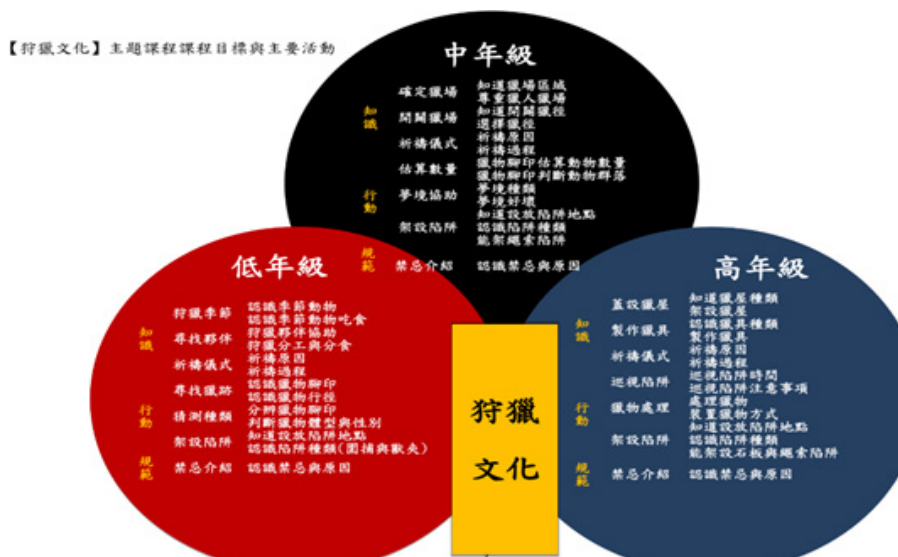 【狩獵文化】主題課程課程目標與主要活動
中年級
知識
確定獵場
知道獵場區域
尊重獵人獵場
開闢獵場
知道開闢獵徑
選擇獵徑
祈禱儀式
祈禱原因
祈禱過程
行動
估算數量
獵物腳印估算動物數量
獵物腳印判斷動物群落
夢境協助
夢境種類
夢境好壞
架設陷阱
知道設放陷阱地點
認識陷阱種類
能架繩索陷阱
規範
禁忌介紹
認識禁忌與原因
低年級
知識
狩獵季節
認識季節動物
認識季節動物吃食
尋找夥伴
狩獵夥伴協助
狩獵分工與分食
祈禱儀式
祈禱原因
祈禱過程
行動
尋找獵跡
認識獵物腳印
認識獵物行徑
猜測種類
分辨獵物腳印
判斷獵物體型與性別
架設陷阱
知道設放陷阱地點
認識陷阱種類(圍捕與獸夾)
規範
禁忌介紹
認識禁忌與原因
高年級
知識
蓋設獵屋
知道獵屋種類
架設獵屋
製作獵具
認識獵具種類
製作獵具
祈禱儀式
祈禱原因
祈禱過程
行動
巡視陷阱
巡視陷阱時間
巡視陷阱注意事項
獵物處理
處理獵物
裝置獵物方式
架設陷阱
知道設放陷阱地點
認識陷阱種類
能架設石板與繩索陷阱
規範
禁忌介紹
認識禁忌與原因
狩獵
文化